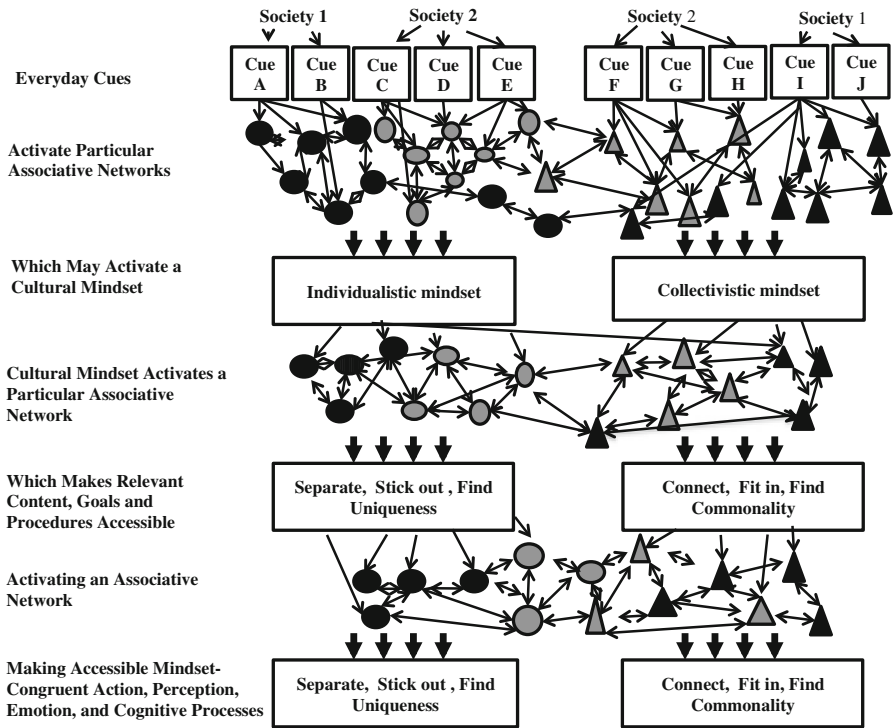 Society 1 Society 2 Society 2 Society 1
Everyday Cues
Cue A
Cue B
Cue C
Cue D
Cue E
Cue F
Cue G
Cue H
Cue I
Cue J
Activate Particular
Associative Networks
Which May Activate a
Cultural Mindset
Individualistic mindset
Collectivistic mindset
Cultural Mindset Activates a
Particular Associative
Network
Which Makes Relevant
Content, Goals and
Procedures Accessible
Separate, Stick out , Find
Uniqueness
Connect, Fit in, Find
Commonality
Activating an Associative
Network
Making Accessible Mindset-
Congruent Action, Perception,
Emotion, and Cognitive Processes
Separate, Stick out , Find
Uniqueness
Connect, Fit in, Find
Commonality